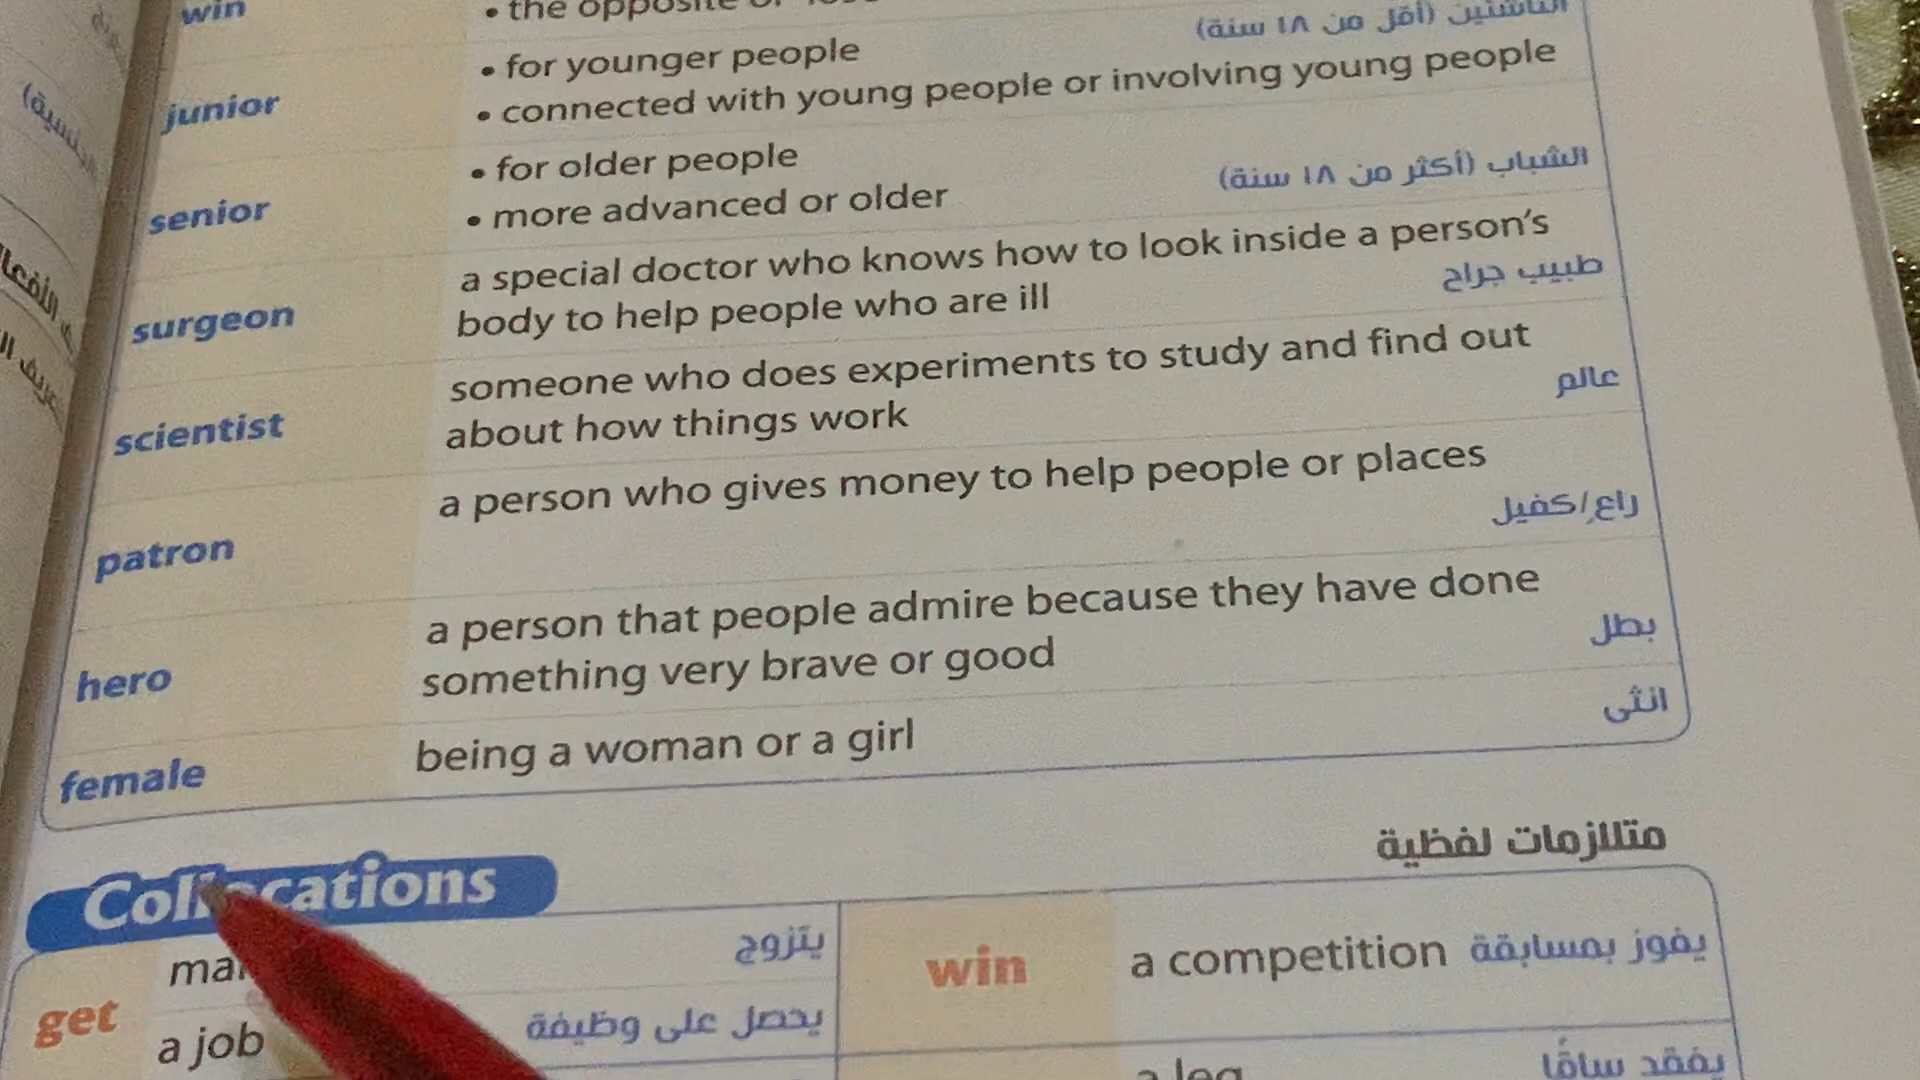 win
• the opposite of
الناشئين (أقل من ١٨ سنة)
junior
• for younger people
• connected with young people or involving young people
senior
• for older people
• more advanced or older
الشباب (أكثر من ١٨ سنة)
surgeon
a special doctor who knows how to look inside a person's
body to help people who are ill
طبيب جراح
scientist
someone who does experiments to study and find out
about how things work
عالم
patron
a person who gives money to help people or places
راعٍ/كفيل
hero
a person that people admire because they have done
something very brave or good
بطل
female
being a woman or a girl
انثى
Collocations
متلازمات لفظية
get
يتزوج
a job
يحصل على وظيفة
win
a competition
يفوز بمسابقة
a leg
يفقد ساقًا